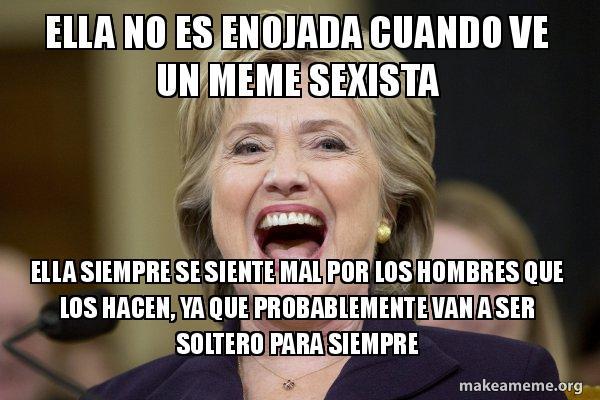 ELLA NO ES ENOJADA CUANDO VE
UN MEME SEXISTA
ELLA SIEMPRE SE SIENTE MAL POR LOS HOMBRES QUE
LOS HACEN, YA QUE PROBABLEMENTE VAN A SER
SOLTERO PARA SIEMPRE
makeameme.org